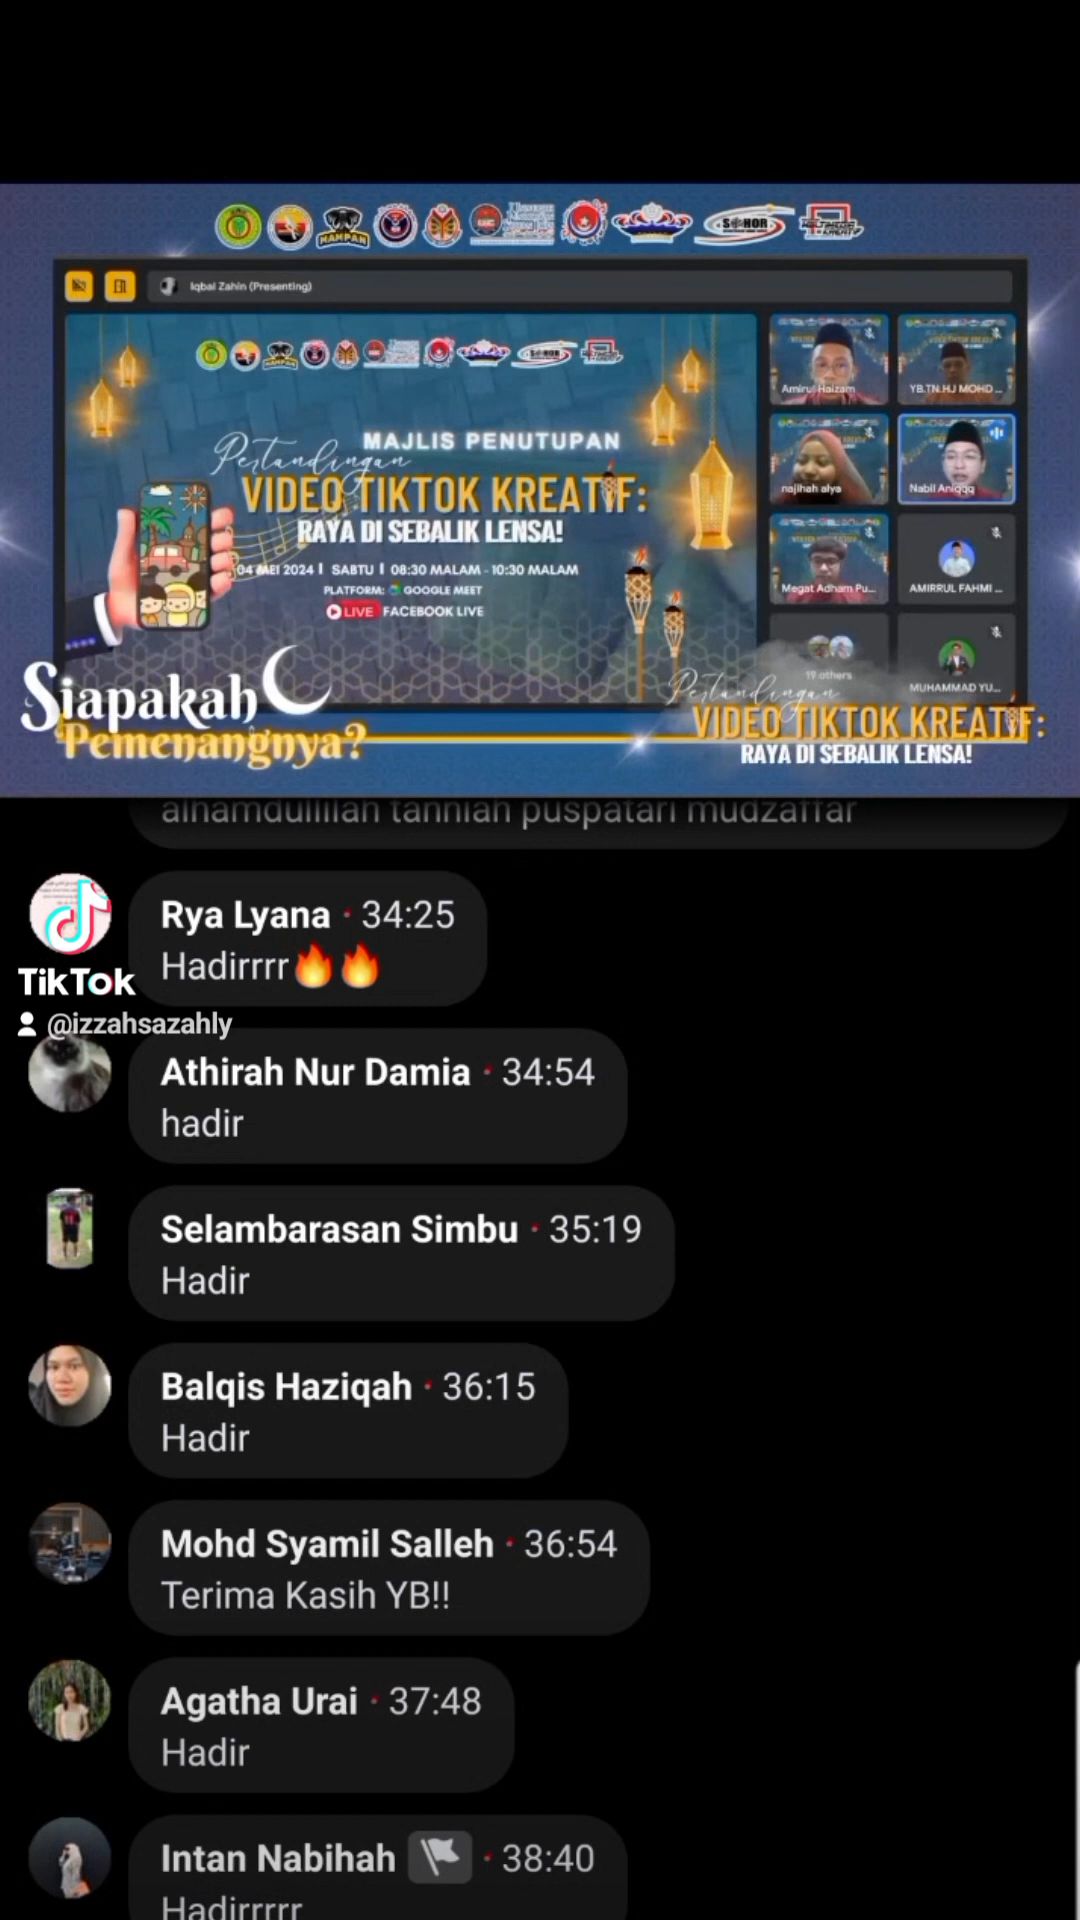 Iqbal Zahin (Presenting)
MAJLIS PENUTUPAN
Pertandingan
VIDEO TIKTOK KREATIF:
RAYA DI SEBALIK LENSA!
04 MEI 2024 I SABTU I 08:30 MALAM - 10:30 MALAM
PLATFORM: GOOGLE MEET
LIVE FACEBOOK LIVE
Amirul Haizam
YB.TN.HJ MOHD ...
najihah alya
Nabil Aniqqq
Megat Adham Pu...
AMIRRUL FAHMI ...
19 others
MUHAMMAD YU...
Siapakah
Pemenangnya?
Pertandingan
VIDEO TIKTOK KREATIF:
RAYA DI SEBALIK LENSA!
alhamdulillah tahniah puspatari mudzaffar
Rya Lyana · 34:25
Hadirrrr🔥🔥
TikTok
@izzahsazahly
Athirah Nur Damia · 34:54
hadir
Selambarasan Simbu · 35:19
Hadir
Balqis Haziqah · 36:15
Hadir
Mohd Syamil Salleh · 36:54
Terima Kasih YB!!
Agatha Urai · 37:48
Hadir
Intan Nabihah · 38:40
Hadirrrrr